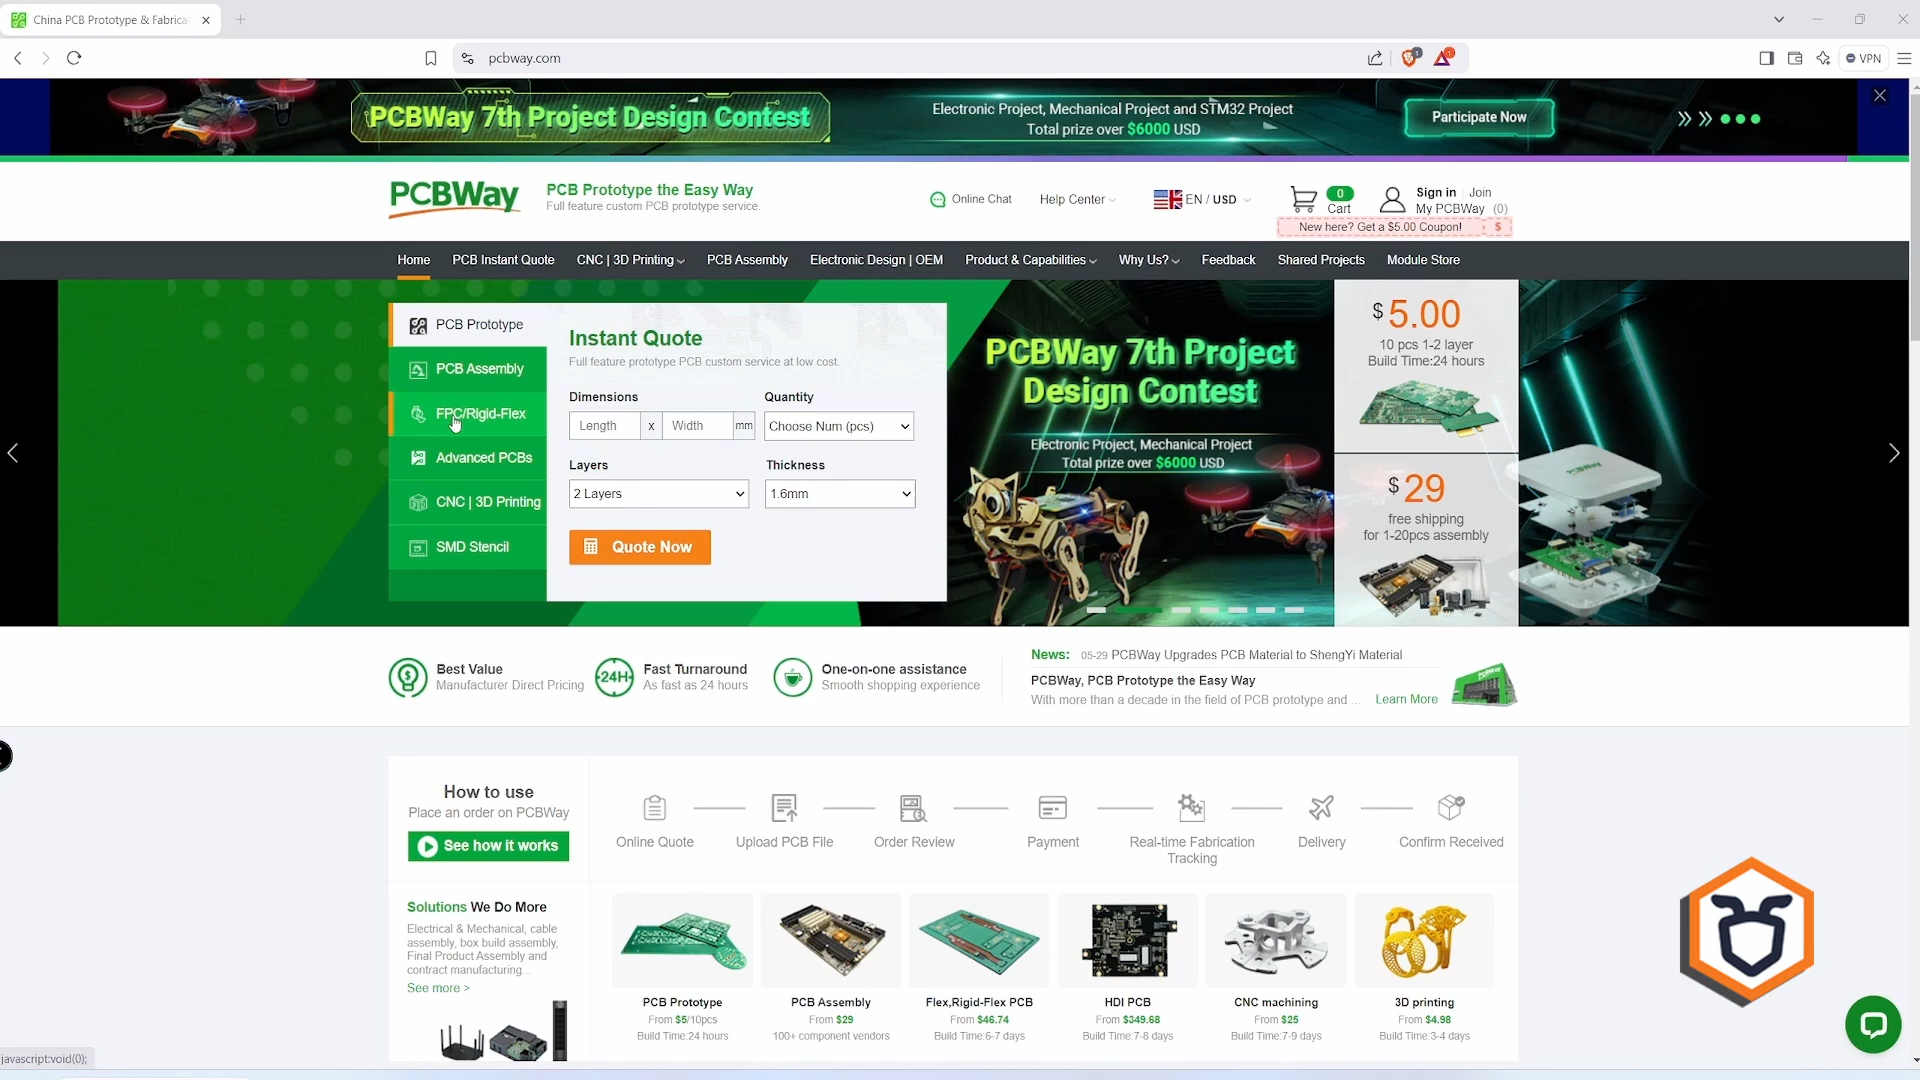 China PCB Prototype & Fabrica
pcbway.com
1
1
VPN
PCBWay 7th Project Design Contest
Electronic Project, Mechanical Project and STM32 Project
Total prize over $6000 USD
Participate Now
PCBWay
PCB Prototype the Easy Way
Full feature custom PCB prototype service.
Online Chat
Help Center
EN / USD
0
Cart
Sign in
Join
My PCBWay (0)
New here? Get a $5.00 Coupon!
$
Home
PCB Instant Quote
CNC | 3D Printing
PCB Assembly
Electronic Design | OEM
Product & Capabilities
Why Us?
Feedback
Shared Projects
Module Store
PCB Prototype
PCB Assembly
FPC/Rigid-Flex
Advanced PCBs
CNC | 3D Printing
SMD Stencil
Instant Quote
Full feature prototype PCB custom service at low cost.
Dimensions
Quantity
Length x Width mm
Choose Num (pcs)
Layers
Thickness
2 Layers
1.6mm
Quote Now
PCBWay 7th Project
Design Contest
Electronic Project, Mechanical Project
Total prize over $6000 USD
$5.00
10 pcs 1-2 layer
Build Time:24 hours
$29
free shipping
for 1-20pcs assembly
Best Value
Manufacturer Direct Pricing
24H
Fast Turnaround
As fast as 24 hours
One-on-one assistance
Smooth shopping experience
News: 05-29 PCBWay Upgrades PCB Material to ShengYi Material
PCBWay, PCB Prototype the Easy Way
With more than a decade in the field of PCB prototype and ...
Learn More
How to use
Place an order on PCBWay
See how it works
Online Quote
Upload PCB File
Order Review
Payment
Real-time Fabrication
Tracking
Delivery
Confirm Received
Solutions We Do More
Electrical & Mechanical, cable
assembly, box build assembly,
Final Product Assembly and
contract manufacturing...
See more >
PCB Prototype
From $5/10pcs
Build Time:24 hours
PCB Assembly
From $29
100+ component vendors
Flex,Rigid-Flex PCB
From $46.74
Build Time:6-7 days
HDI PCB
From $349.68
Build Time:7-8 days
CNC machining
From $25
Build Time:7-9 days
3D printing
From $4.98
Build Time:3-4 days
javascript:void(0);